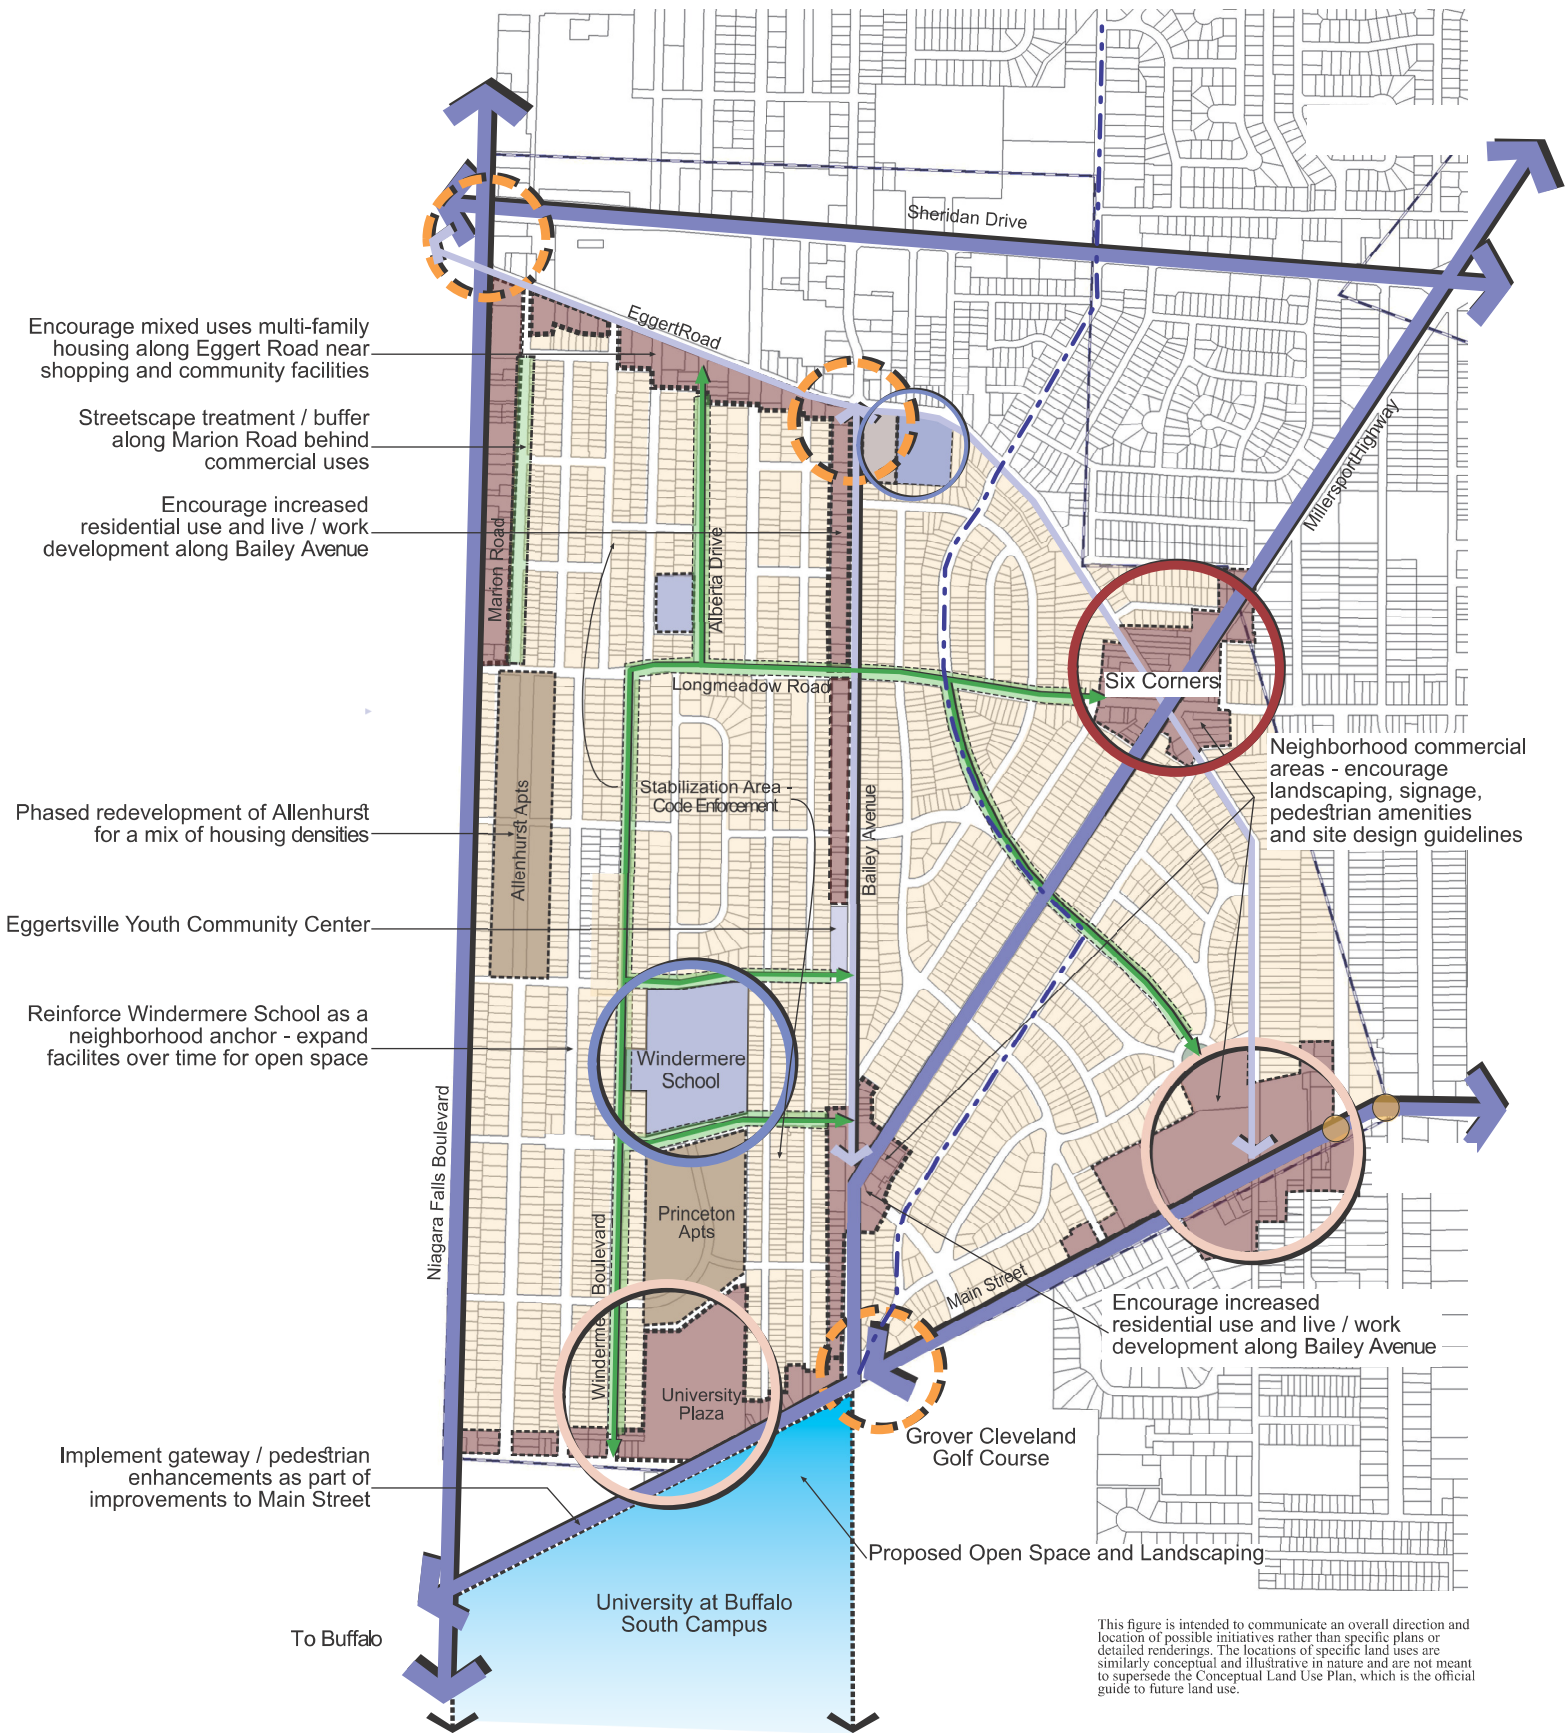 Sheridan Drive
EggertRoad
Encourage mixed uses multi-family
housing along Eggert Road near
shopping and community facilities
Streetscape treatment / buffer
along Marion Road behind
commercial uses
Encourage increased
residential use and live / work
development along Bailey Avenue
MillersportHighway
Marion Road
Alberta Drive
Longmeadow Road
Six Corners
Neighborhood commercial
areas - encourage
landscaping, signage,
pedestrian amenities
and site design guidelines
Stabilization Area -
Code Enforcement
Bailey Avenue
Phased redevelopment of Allenhurst
for a mix of housing densities
Allenhurst Apts
Eggertsville Youth Community Center
Reinforce Windermere School as a
neighborhood anchor - expand
facilites over time for open space
Windermere
School
Niagara Falls Boulevard
Princeton
Apts
Windermere Boulevard
Main Street
Encourage increased
residential use and live / work
development along Bailey Avenue
University
Plaza
Grover Cleveland
Golf Course
Implement gateway / pedestrian
enhancements as part of
improvements to Main Street
Proposed Open Space and Landscaping
University at Buffalo
South Campus
To Buffalo
This figure is intended to communicate an overall direction and
location of possible initiatives rather than specific plans or
detailed renderings. The locations of specific land uses are
similarly conceptual and illustrative in nature and are not meant
to supersede the Conceptual Land Use Plan, which is the official
guide to future land use.